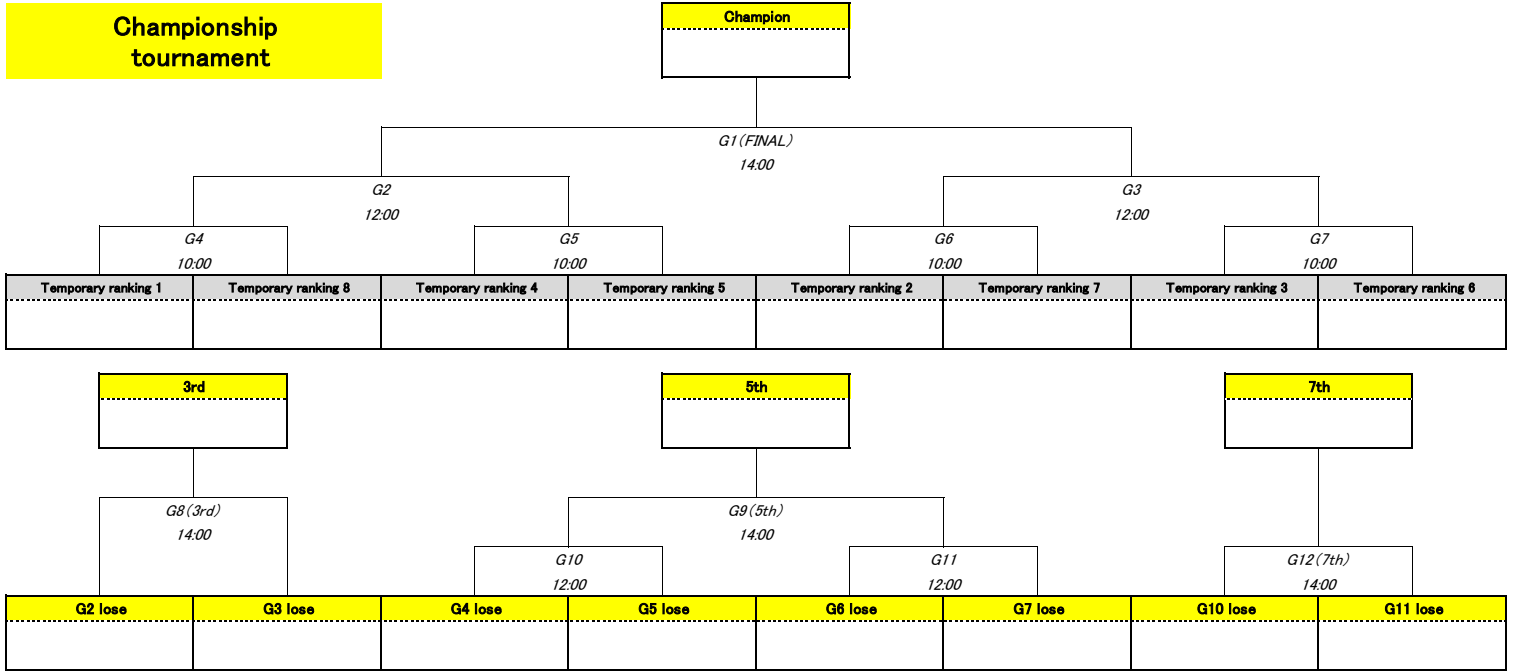 Championship
tournament
Champion
G1(FINAL)
14:00
G2
G3
12:00
12:00
G4
G5
G6
G7
10:00
10:00
10:00
10:00
Temporary ranking 1
Temporary ranking 8
Temporary ranking 4
Temporary ranking 5
Temporary ranking 2
Temporary ranking 7
Temporary ranking 3
Temporary ranking 6
3rd
5th
7th
G8(3rd)
G9(5th)
14:00
14:00
G10
G11
G12(7th)
12:00
12:00
14:00
G2 lose
G3 lose
G4 lose
G5 lose
G6 lose
G7 lose
G10 lose
G11 lose